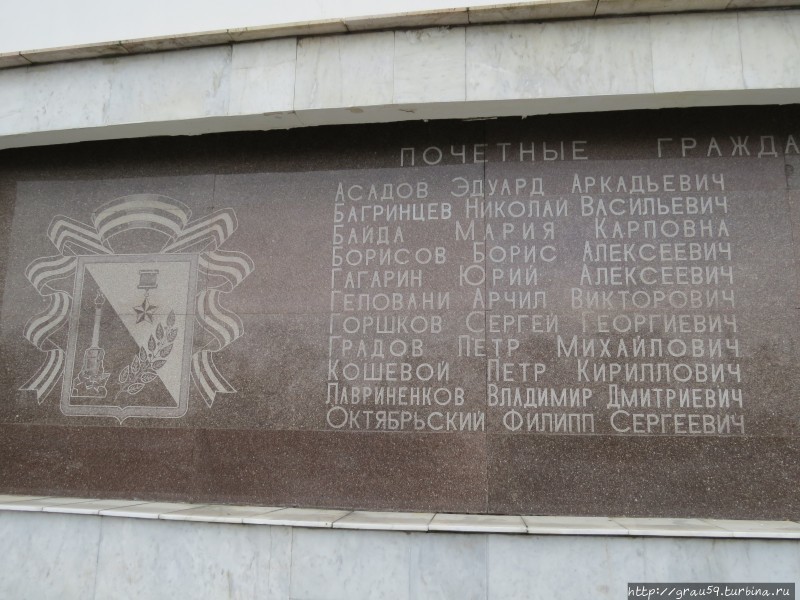 ПОЧЕТНЫЕ ГРАЖДА
АСАДОВ ЭДУАРД АРКАДЬЕВИЧ
БАГРИНЦЕВ НИКОЛАЙ ВАСИЛЬЕВИЧ
БАЙДА МАРИЯ КАРПОВНА
БОРИСОВ БОРИС АЛЕКСЕЕВИЧ
ГАГАРИН ЮРИЙ АЛЕКСЕЕВИЧ
ГЕЛОВАНИ АРЧИЛ ВИКТОРОВИЧ
ГОРШКОВ СЕРГЕЙ ГЕОРГИЕВИЧ
ГРАДОВ ПЕТР МИХАЙЛОВИЧ
КОШЕВОЙ ПЕТР КИРИЛЛОВИЧ
ЛАВРИНЕНКОВ ВЛАДИМИР ДМИТРИЕВИЧ
ОКТЯБРЬСКИЙ ФИЛИПП СЕРГЕЕВИЧ
http://grau59.turbina.ru